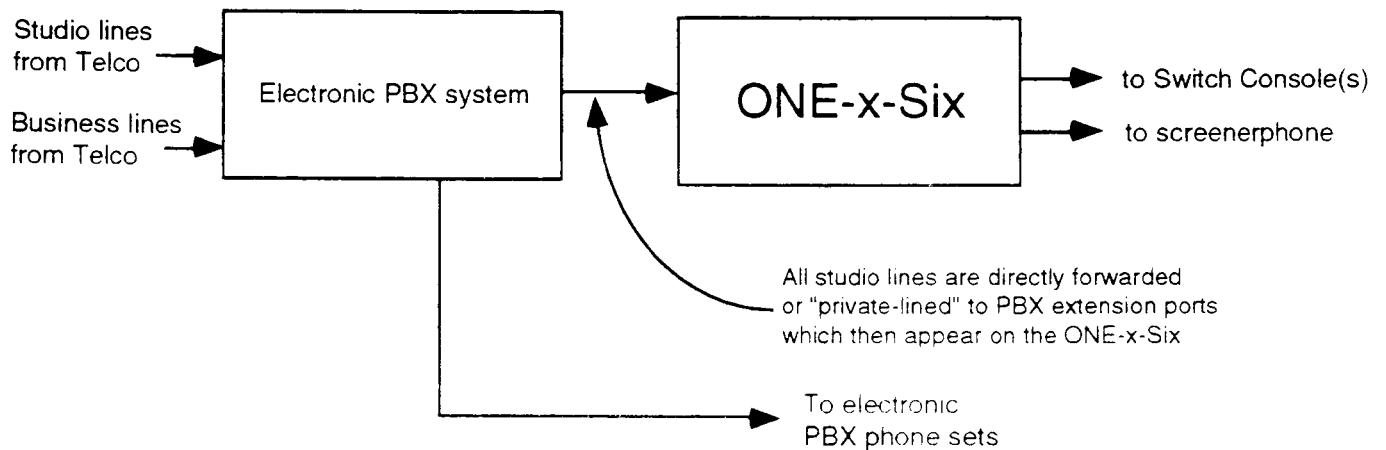 Studio lines
from Telco
Business lines
from Telco
Electronic PBX system
ONE-x-Six
to Switch Console(s)
to screenerphone
All studio lines are directly forwarded
or "private-lined" to PBX extension ports
which then appear on the ONE-x-Six
To electronic
PBX phone sets